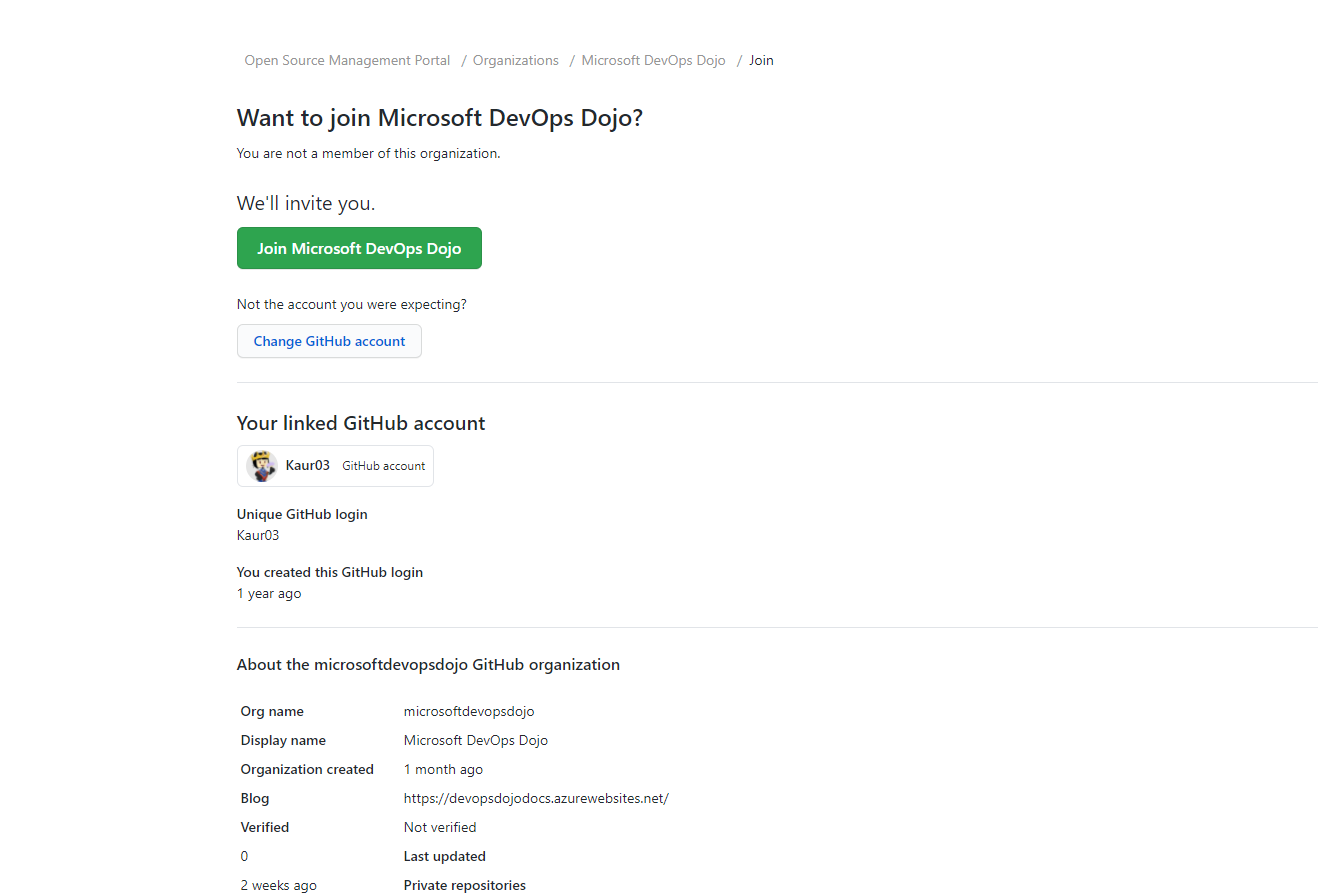 Open Source Management Portal / Organizations / Microsoft DevOps Dojo / Join
Want to join Microsoft DevOps Dojo?
You are not a member of this organization.
We'll invite you.
Join Microsoft DevOps Dojo
Not the account you were expecting?
Change GitHub account
Your linked GitHub account
Kaur03 GitHub account
Unique GitHub login
Kaur03
You created this GitHub login
1 year ago
About the microsoftdevopsdojo GitHub organization
Org name microsoftdevopsdojo
Display name Microsoft DevOps Dojo
Organization created 1 month ago
Blog https://devopsdojodocs.azurewebsites.net/
Verified Not verified
0 Last updated
2 weeks ago Private repositories